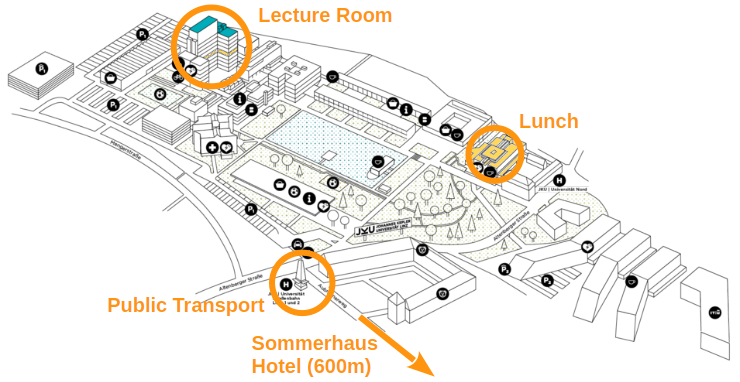 Lecture Room
Lunch
JKU | Universität Nord
Altenberger Straße
JKU JOHANNES KEPLER
UNIVERSITÄT LINZ
H
JKU | Universität
Public Transport
Sommerhaus
Hotel (600m)